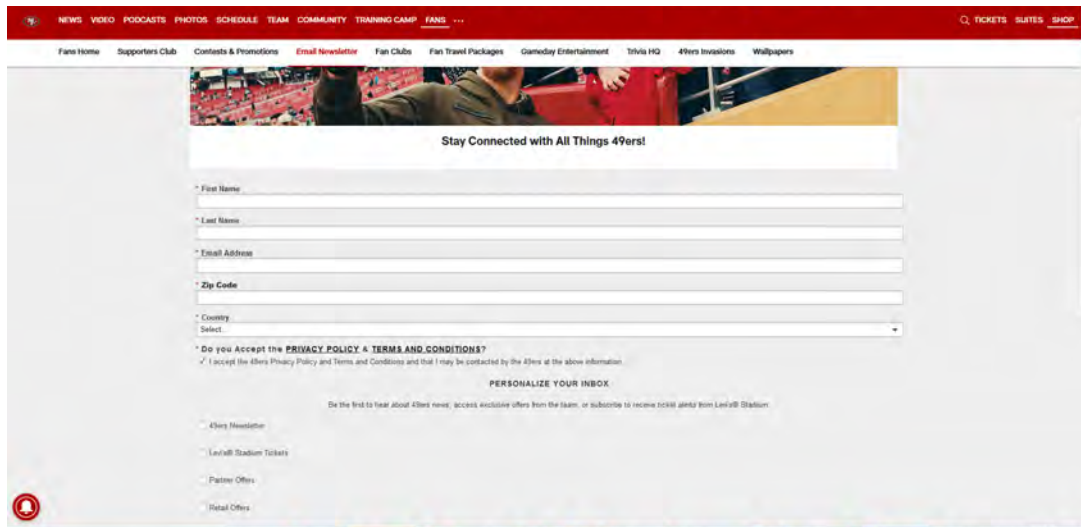 NEWS VIDEO PODCASTS PHOTOS SCHEDULE TEAM COMMUNITY TRAINING CAMP FANS ··· TICKETS SUITES SHOP
Fans Home Supporters Club Contests & Promotions Email Newsletter Fan Clubs Fan Travel Packages Gameday Entertainment Trivia HQ 49ers Invasions Wallpapers
Stay Connected with All Things 49ers!
* First Name
* Last Name
* Email Address
* Zip Code
* Country
Select...
* Do you Accept the PRIVACY POLICY & TERMS AND CONDITIONS?
✓ I accept the 49ers Privacy Policy and Terms and Conditions and that I may be contacted by the 49ers at the above information.
PERSONALIZE YOUR INBOX
Be the first to hear about 49ers news, access exclusive offers from the team, or subscribe to receive ticket alerts from Levi's® Stadium
49ers Newsletter
Levi's® Stadium Tickets
Partner Offers
Retail Offers